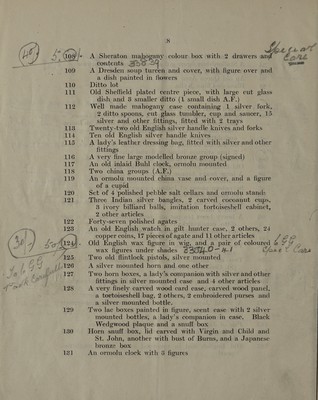 8
Special Care
40/- 5/-
108 A Sheraton mahogany colour box with 2 drawers and
contents 33839
109 A Dresden soup tureen and cover, with figure over and
a dish painted in flowers
110 Ditto lot
111 Old Sheffield plated centre piece, with large cut glass
dish and 3 smaller ditto (1 small dish A.F.)
112 Well made mahogany case containing 1 silver fork,
2 ditto spoons, cut glass tumbler, cup and saucer, 15
silver and other fittings, fitted with 2 trays
113 Twenty-two old English silver handle knives and forks
114 Ten old English silver handle knives
115 A lady's leather dressing bag, fitted with silver and other
fittings
116 A very fine large modelled bronze group (signed)
117 An old inlaid Buhl clock, ormolu mounted
118 Two china groups (A.F.)
119 An ormolu mounted china vase and cover, and a figure
of a cupid
120 Set of 4 polished pebble salt cellars and ormolu stands
121 Three Indian silver bangles, 2 carved cocoanut cups,
3 ivory billiard balls, imitation tortoiseshell cabinet,
2 other articles
122 Forty-seven polished agates
123 An old English watch in gilt hunter case, 2 others, 24
copper coins, 17 pieces of agate and 11 other articles
30/-
124 Old English wax figure in wig, and a pair of coloured
wax figures under shades
Care
125 Two old flintlock pistols, silver mounted
126 A silver mounted horn and one other
127 Two horn boxes, a lady's companion with silver and other
fittings in silver mounted case and 4 other articles
128 A very finely carved wood card case, carved wood panel,
a tortoiseshell bag, 2 others, 2 embroidered purses and
a silver mounted bottle.
129 Two lac boxes painted in figure, scent case with 2 silver
mounted bottles, a lady's companion in case. Black
Wedgwood plaque and a snuff box
130 Horn snuff box, lid carved with Virgin and Child and
St. John, another with bust of Burns, and a Japanese
bronze box
131 An ormolu clock with 3 figures